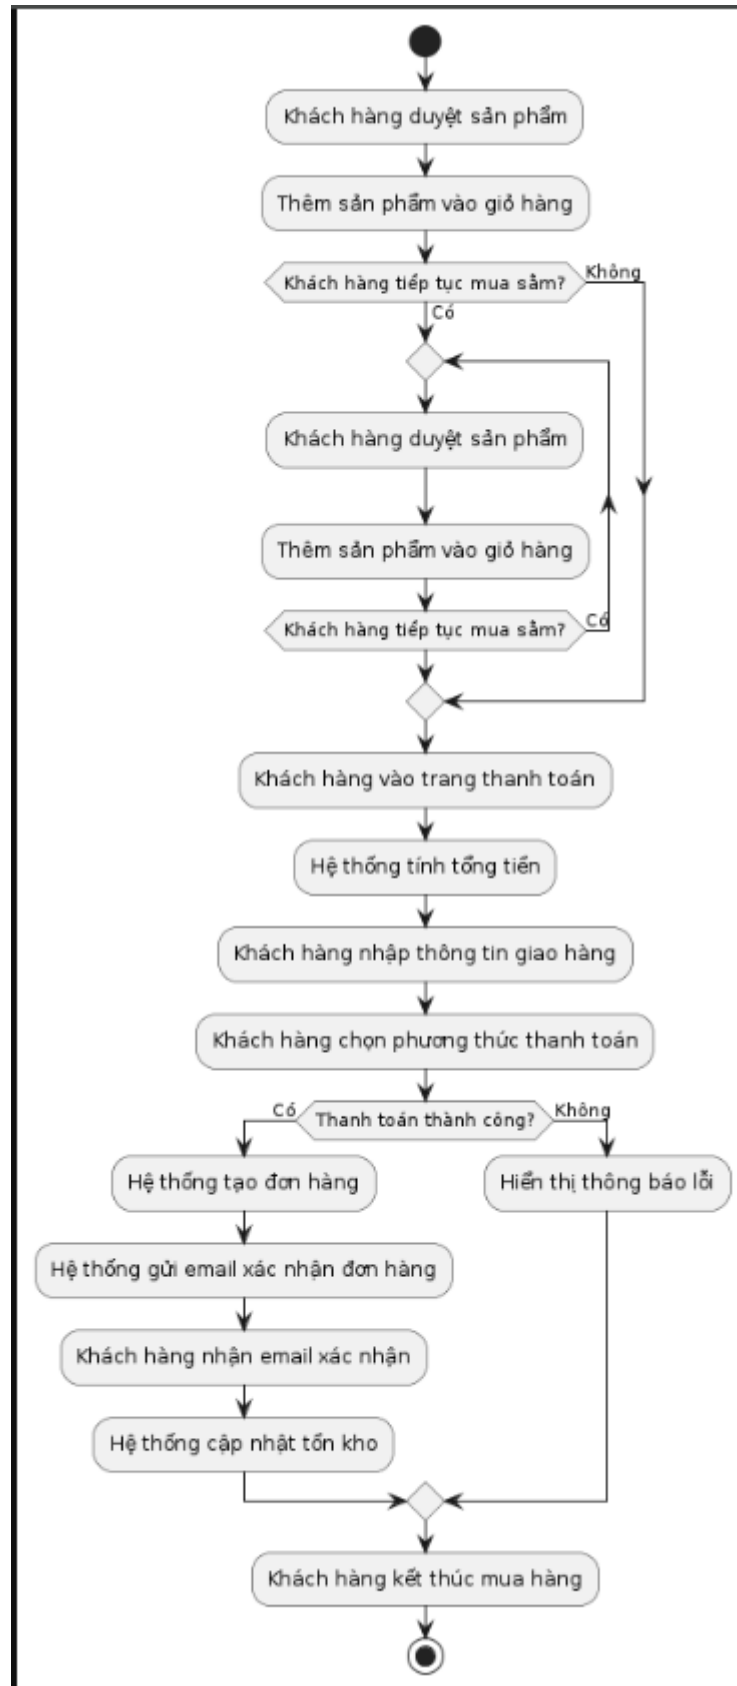 Khách hàng duyệt sản phẩm
Thêm sản phẩm vào giỏ hàng
Khách hàng tiếp tục mua sắm?
Không
Có
Khách hàng duyệt sản phẩm
Thêm sản phẩm vào giỏ hàng
Khách hàng tiếp tục mua sắm?
Có
Khách hàng vào trang thanh toán
Hệ thống tính tổng tiền
Khách hàng nhập thông tin giao hàng
Khách hàng chọn phương thức thanh toán
Có
Thanh toán thành công?
Không
Hệ thống tạo đơn hàng
Hiển thị thông báo lỗi
Hệ thống gửi email xác nhận đơn hàng
Khách hàng nhận email xác nhận
Hệ thống cập nhật tồn kho
Khách hàng kết thúc mua hàng